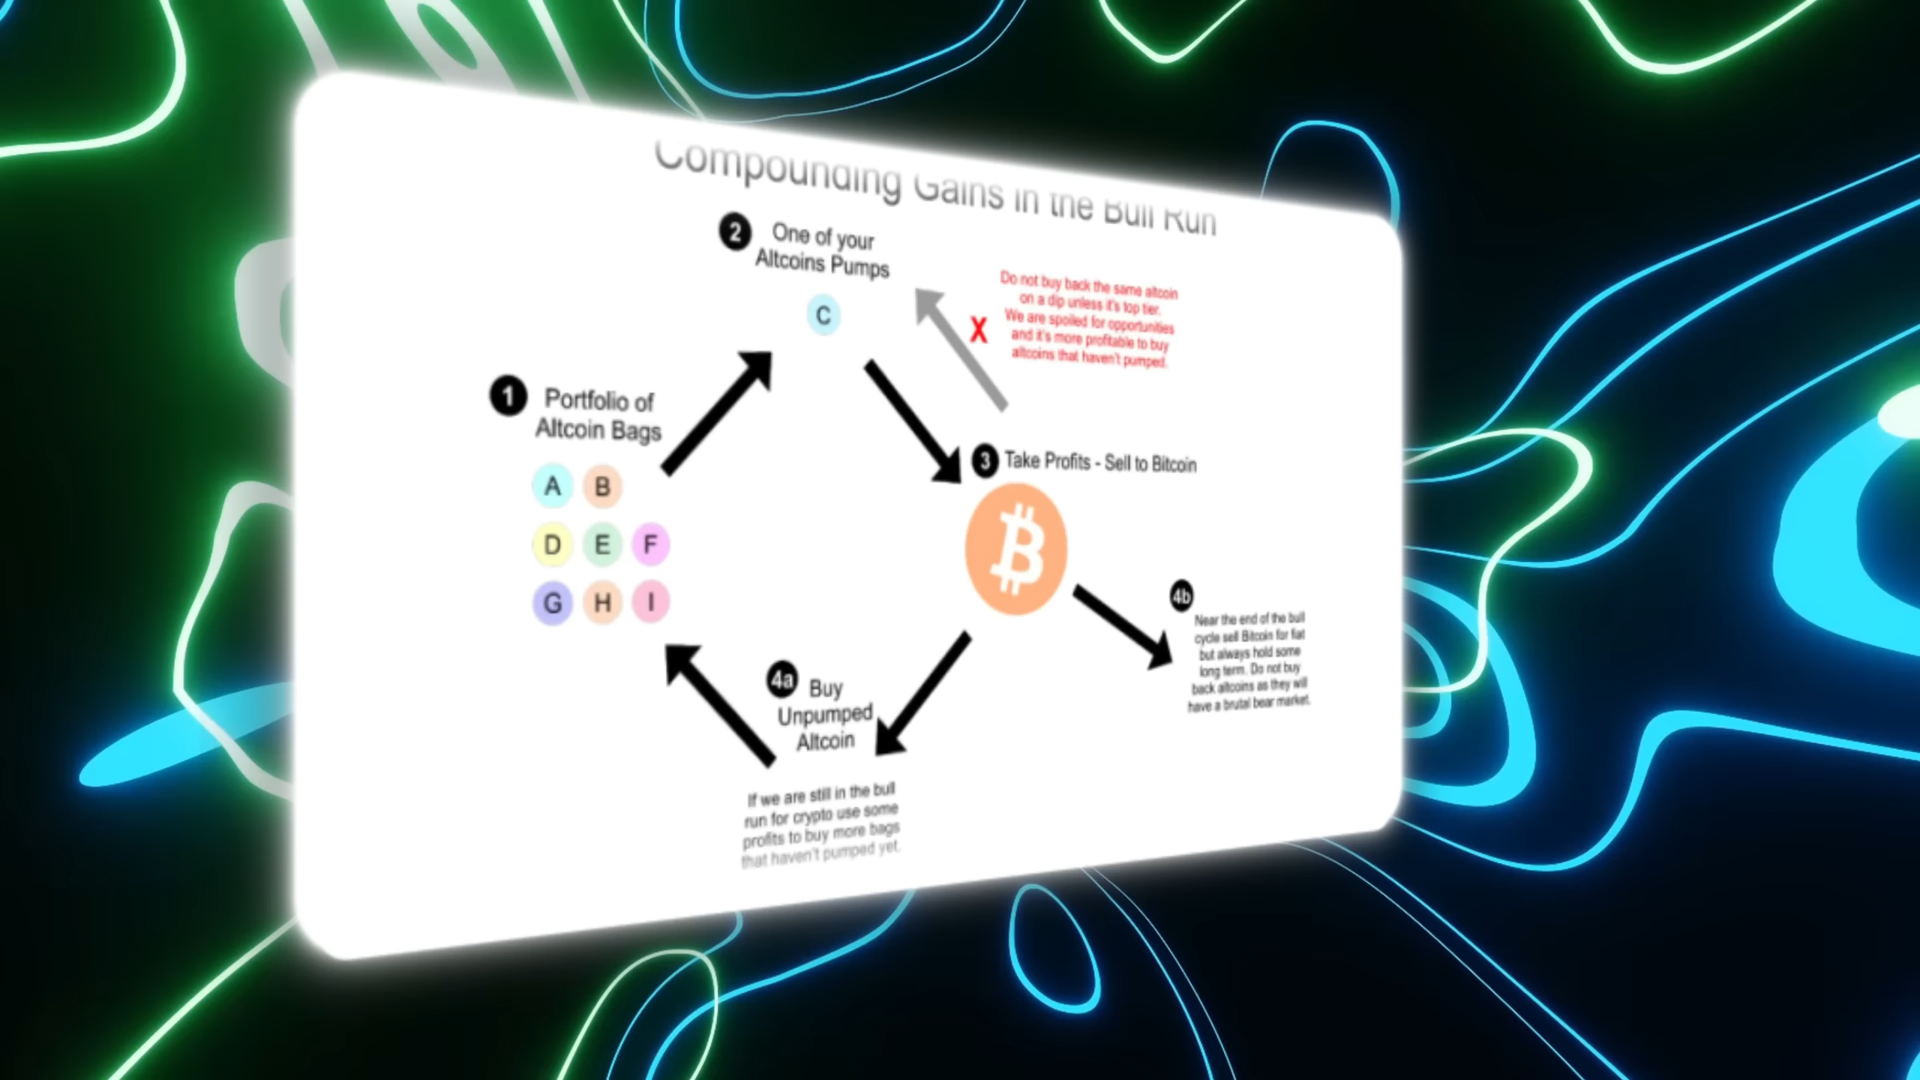 Compounding Gains in the Bull Run
2
One of your
Altcoins Pumps
C
X
Do not buy back the same altcoin
on a dip unless it's top tier.
We are spoiled for opportunities
and it's more profitable to buy
altcoins that haven't pumped.
1
Portfolio of
Altcoin Bags
A B
D E F
G H I
3 Take Profits - Sell to Bitcoin
4b
Near the end of the bull
cycle sell Bitcoin for fiat
but always hold some
long term. Do not buy
back altcoins as they will
have a brutal bear market.
4a
Buy
Unpumped
Altcoin
If we are still in the bull
run for crypto use some
profits to buy more bags
that haven't pumped yet.